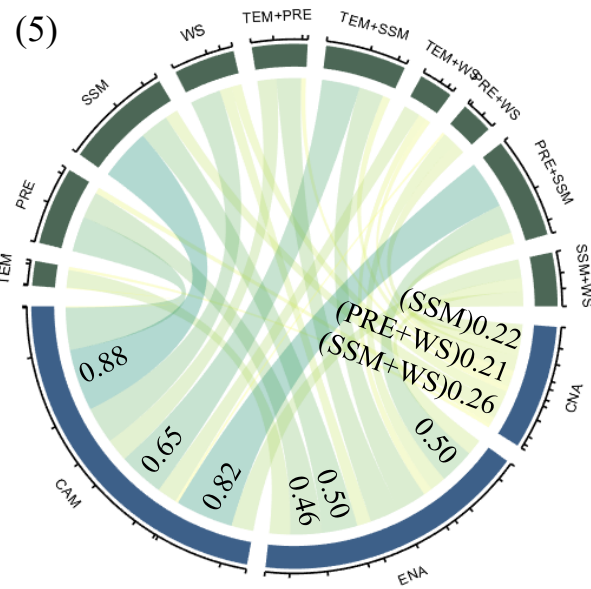 (5)
TEM+PRE
TEM+SSM
WS
TEM+WS
PRE+WS
SSM
PRE+SSM
PRE
TEM
SSM+WS
(SSM)0.22
(PRE+WS)0.21
(SSM+WS)0.26
0.88
CNA
0.65
0.50
0.82
0.50
0.46
CAM
ENA